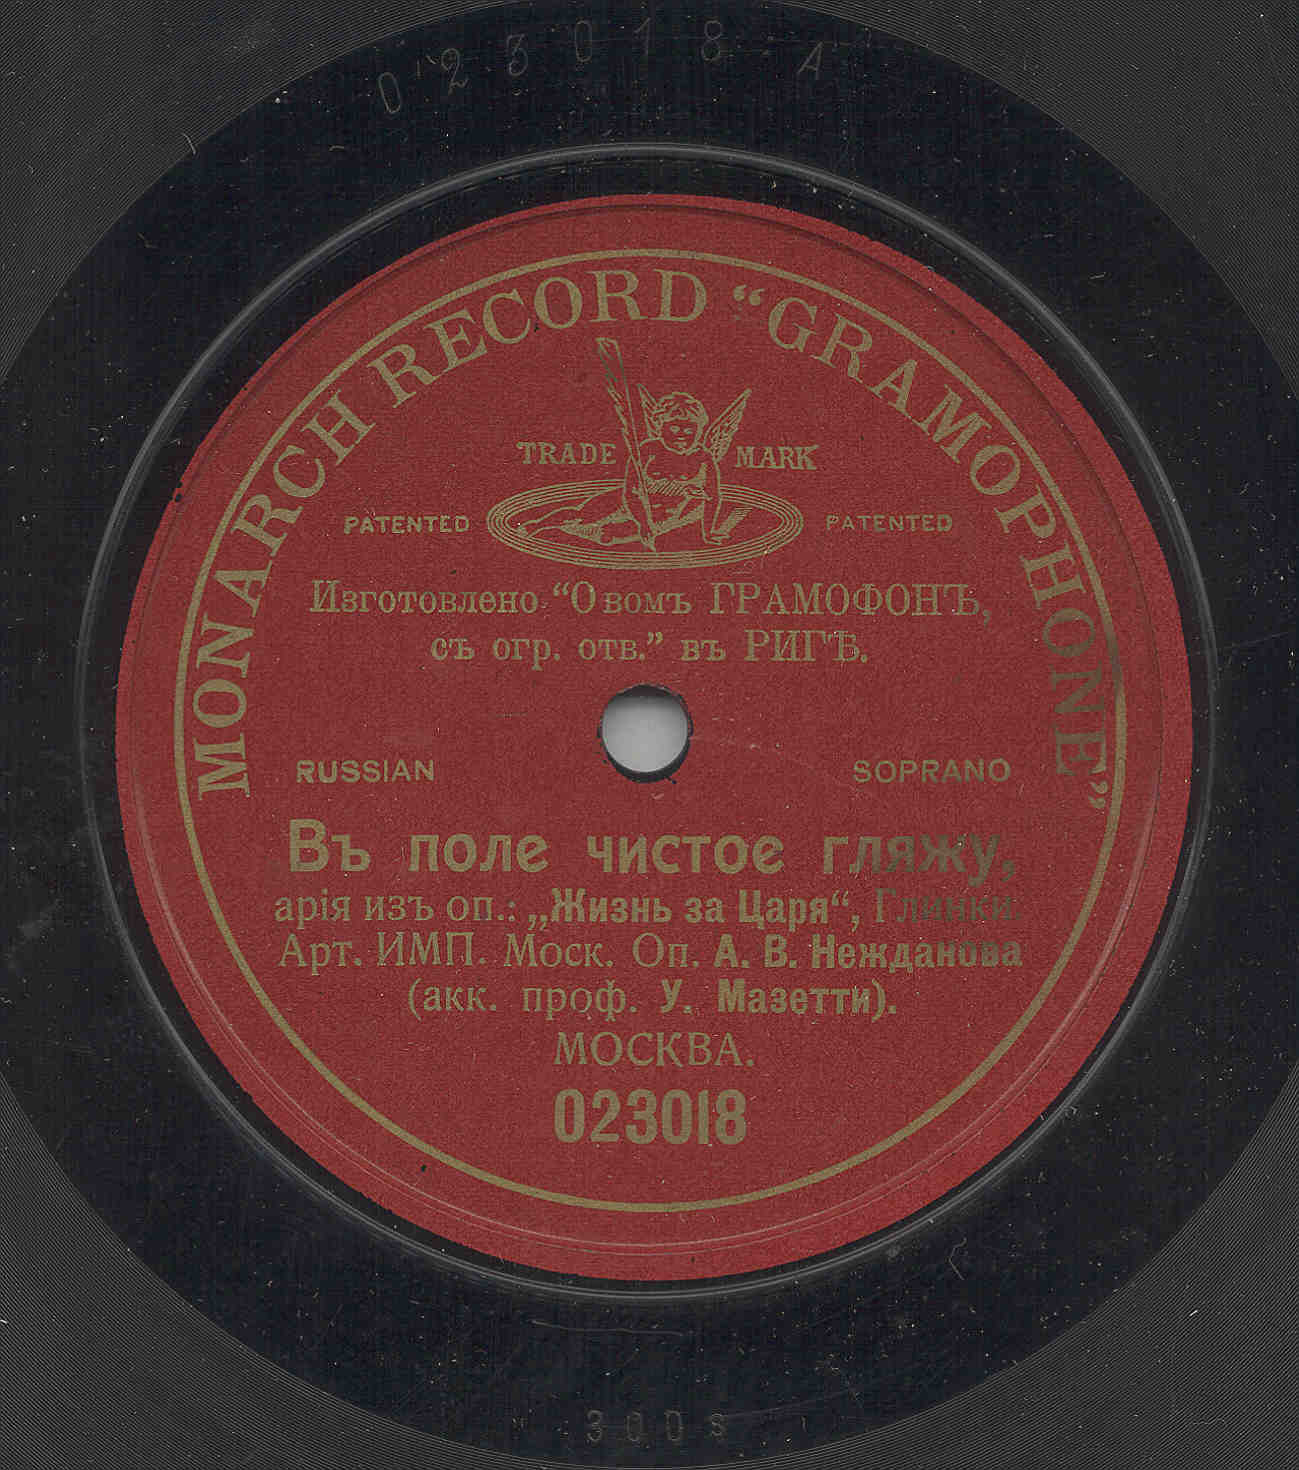 023018 A
MONARCH RECORD “GRAMOPHONE”
TRADE MARK
PATENTED PATENTED
Изготовлено “О вомъ ГРАМОФОНЪ,
съ огр. отв.” въ РИГѢ.
RUSSIAN SOPRANO
Въ поле чистое гляжу,
арія изъ оп.: „Жизнь за Царя“, Глинки.
Арт. ИМП. Моск. Оп. А. В. Нежданова
(акк. проф. У. Мазетти).
МОСКВА.
023018
300s